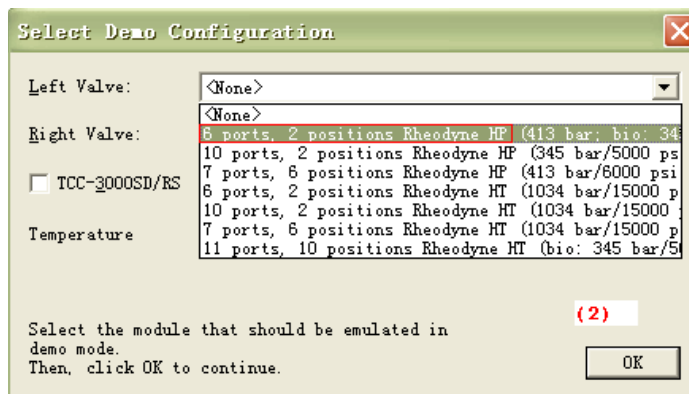 Select Demo Configuration
Left Valve:
<None>
<None>
Right Valve:
6 ports, 2 positions Rheodyne HP (413 bar; bio: 34
10 ports, 2 positions Rheodyne HP (345 bar/5000 ps
7 ports, 6 positions Rheodyne HP (413 bar/6000 psi
TCC-3000SD/RS
6 ports, 2 positions Rheodyne HT (1034 bar/15000 p
10 ports, 2 positions Rheodyne HT (1034 bar/15000
Temperature
7 ports, 6 positions Rheodyne HT (1034 bar/15000 p
11 ports, 10 positions Rheodyne HT (bio: 345 bar/5
(2)
Select the module that should be emulated in
demo mode.
Then, click OK to continue.
OK